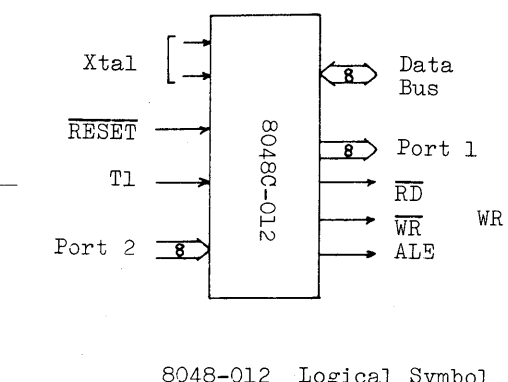 Xtal
8
Data
Bus
RESET
8
Port 1
T1
RD
8048C-012
WR
WR
Port 2
8
ALE
8048-012 Logical Symbol